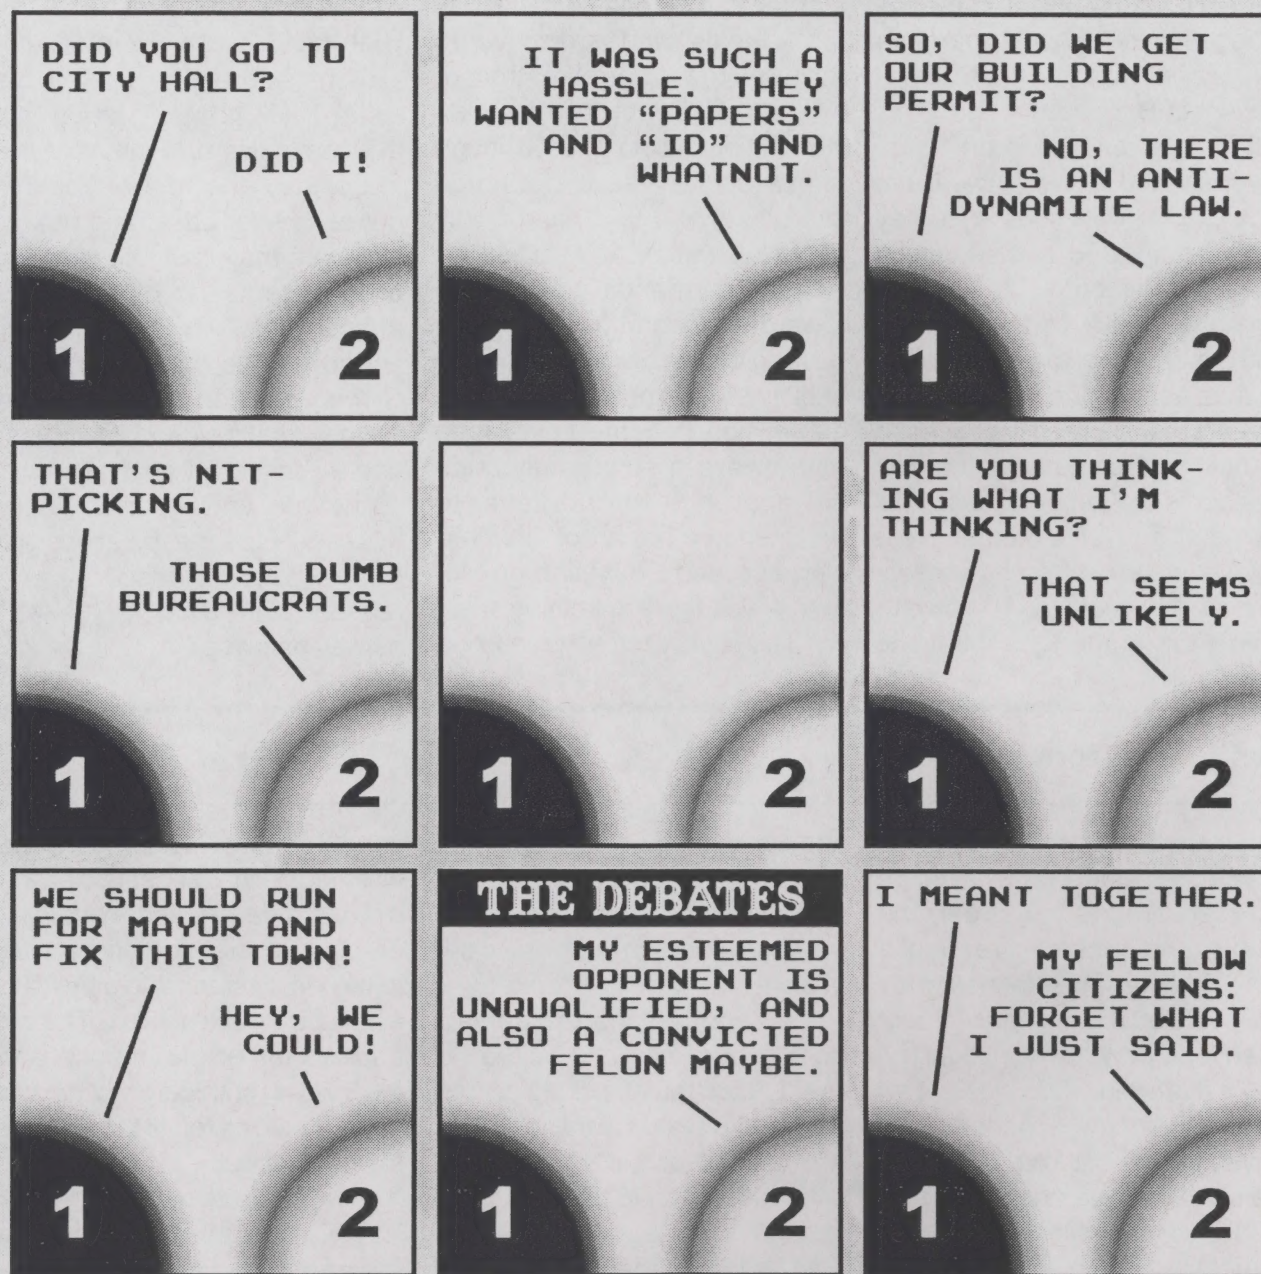 DID YOU GO TO
CITY HALL?
DID I!
1
2
IT WAS SUCH A
HASSLE. THEY
WANTED “PAPERS”
AND “ID” AND
WHATNOT.
1
2
SO, DID WE GET
OUR BUILDING
PERMIT?
NO, THERE
IS AN ANTI-
DYNAMITE LAW.
1
2
THAT'S NIT-
PICKING.
THOSE DUMB
BUREAUCRATS.
1
2
1
2
ARE YOU THINK-
ING WHAT I'M
THINKING?
THAT SEEMS
UNLIKELY.
1
2
WE SHOULD RUN
FOR MAYOR AND
FIX THIS TOWN!
HEY, WE
COULD!
1
2
THE DEBATES
MY ESTEEMED
OPPONENT IS
UNQUALIFIED, AND
ALSO A CONVICTED
FELON MAYBE.
1
2
I MEANT TOGETHER.
MY FELLOW
CITIZENS:
FORGET WHAT
I JUST SAID.
1
2